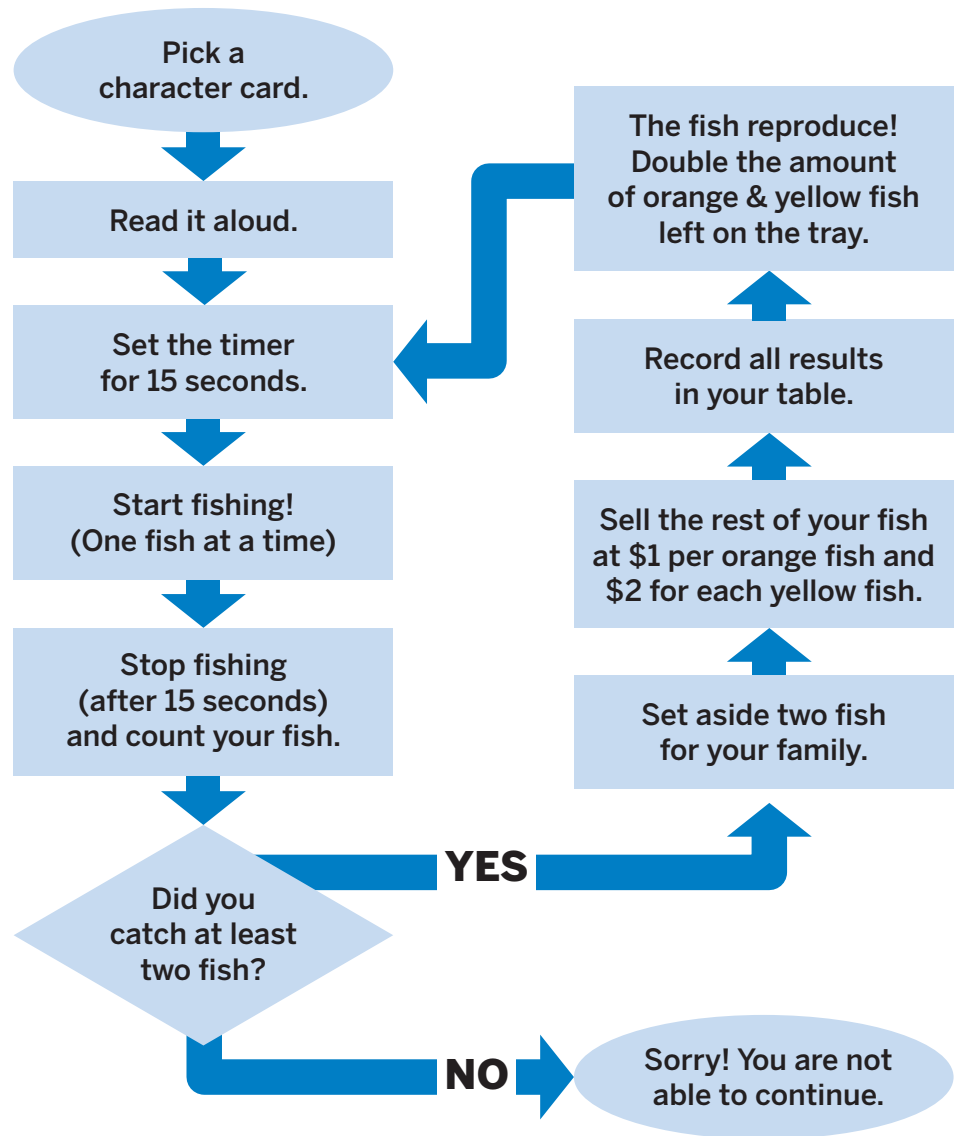 Pick a
character card.
Read it aloud.
Set the timer
for 15 seconds.
Start fishing!
(One fish at a time)
Stop fishing
(after 15 seconds)
and count your fish.
Did you
catch at least
two fish?
YES
Set aside two fish
for your family.
Sell the rest of your fish
at $1 per orange fish and
$2 for each yellow fish.
Record all results
in your table.
The fish reproduce!
Double the amount
of orange & yellow fish
left on the tray.
NO
Sorry! You are not
able to continue.